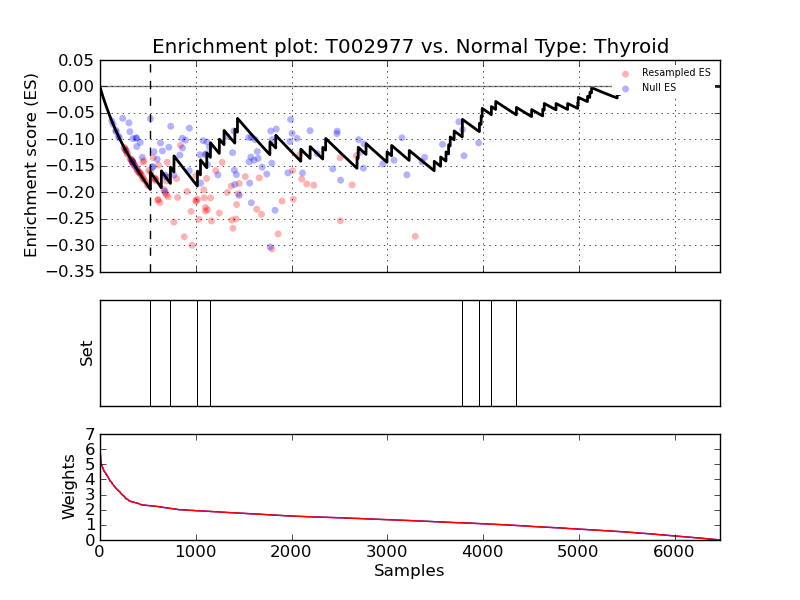 Enrichment plot: T002977 vs. Normal Type: Thyroid
Enrichment score (ES)
0.05
0.00
−0.05
−0.10
−0.15
−0.20
−0.25
−0.30
−0.35
Resampled ES
Null ES
Set
Weights
7
6
5
4
3
2
1
0
0 1000 2000 3000 4000 5000 6000
Samples